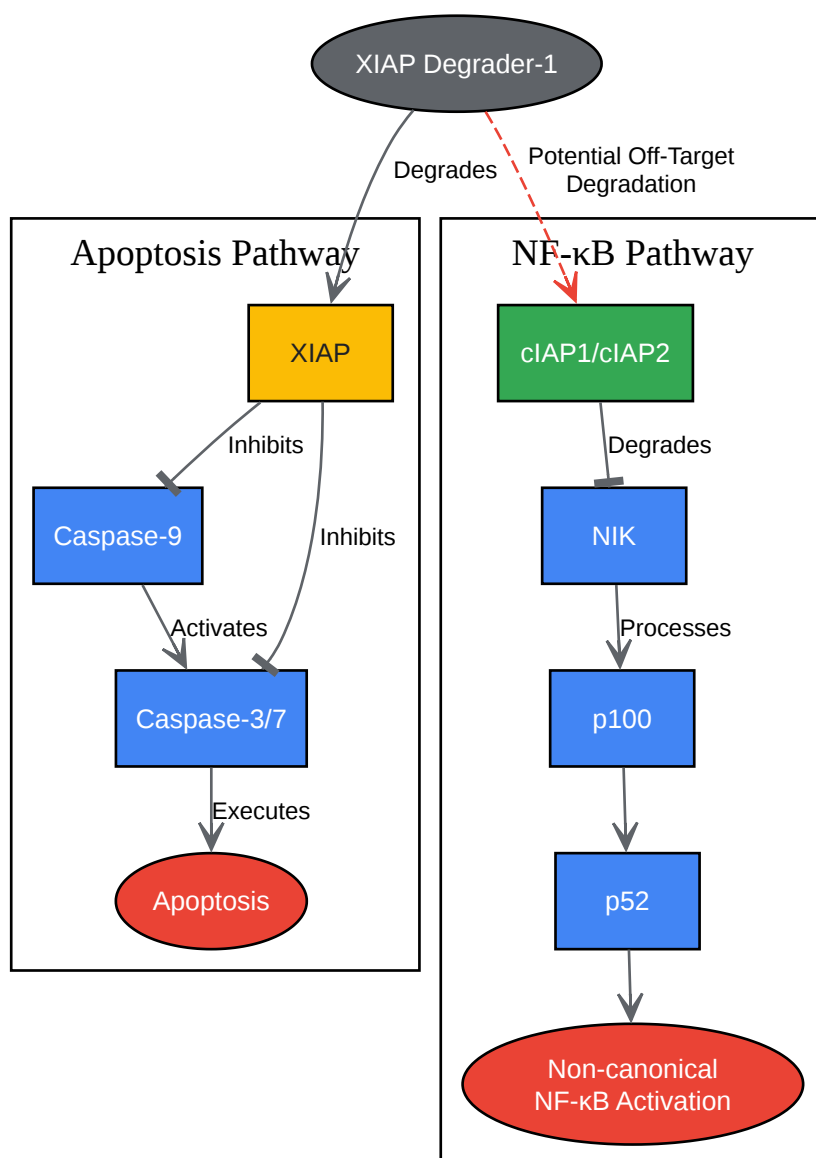 XIAP Degrader-1
Degrades
Potential Off-Target
Degradation
Apoptosis Pathway
XIAP
Inhibits
Caspase-9
Inhibits
Activates
Caspase-3/7
Executes
Apoptosis
NF-κB Pathway
cIAP1/cIAP2
Degrades
NIK
Processes
p100
p52
Non-canonical
NF-κB Activation